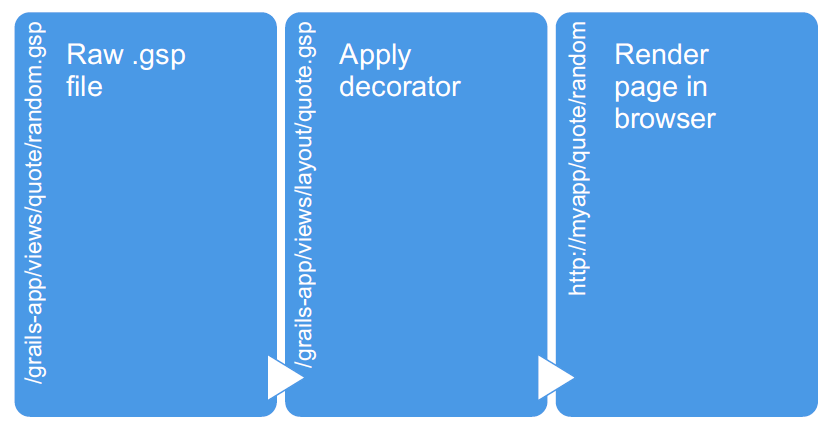 /grails-app/views/quote/random.gsp
Raw .gsp
file
/grails-app/views/layout/quote.gsp
Apply
decorator
http://myapp/quote/random
Render
page in
browser